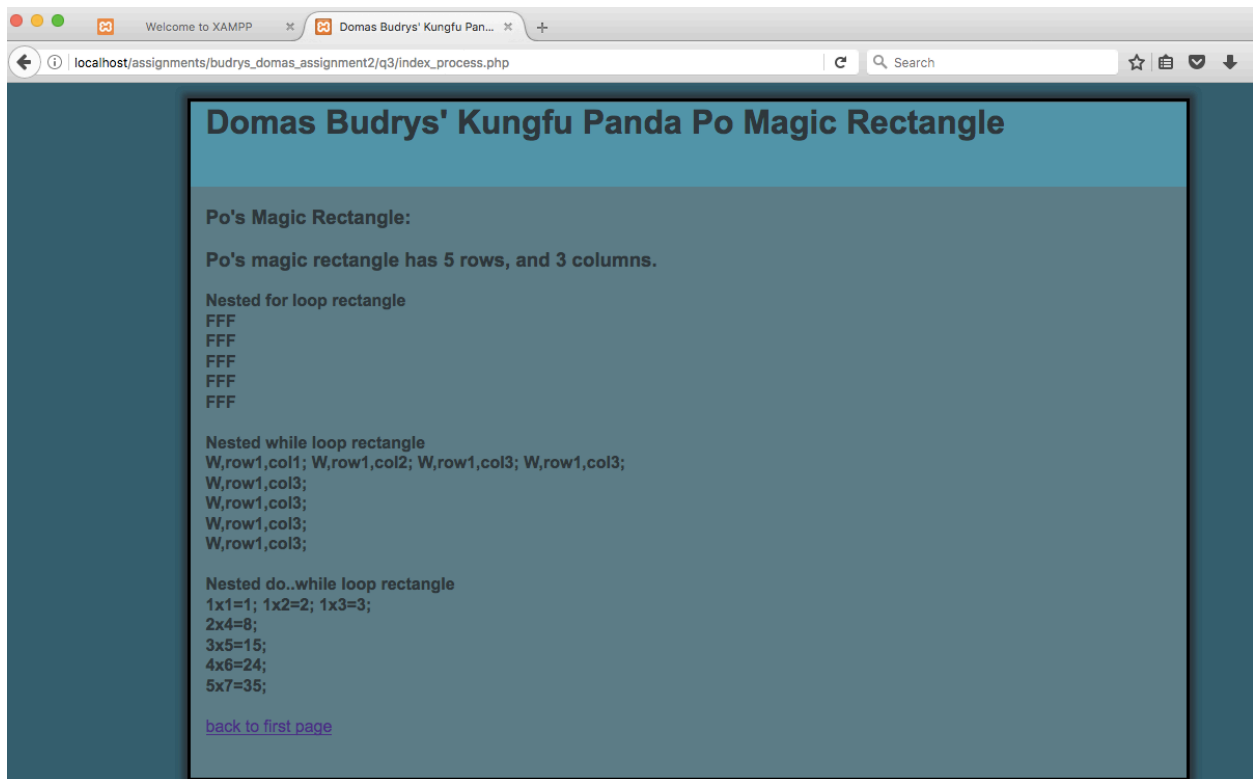 Welcome to XAMPP
Domas Budrys' Kungfu Pan...
localhost/assignments/budrys_domas_assignment2/q3/index_process.php
Search
Domas Budrys' Kungfu Panda Po Magic Rectangle
Po's Magic Rectangle:
Po's magic rectangle has 5 rows, and 3 columns.
Nested for loop rectangle
FFF
FFF
FFF
FFF
FFF
Nested while loop rectangle
W,row1,col1; W,row1,col2; W,row1,col3; W,row1,col3;
W,row1,col3;
W,row1,col3;
W,row1,col3;
W,row1,col3;
Nested do..while loop rectangle
1x1=1; 1x2=2; 1x3=3;
2x4=8;
3x5=15;
4x6=24;
5x7=35;
back to first page